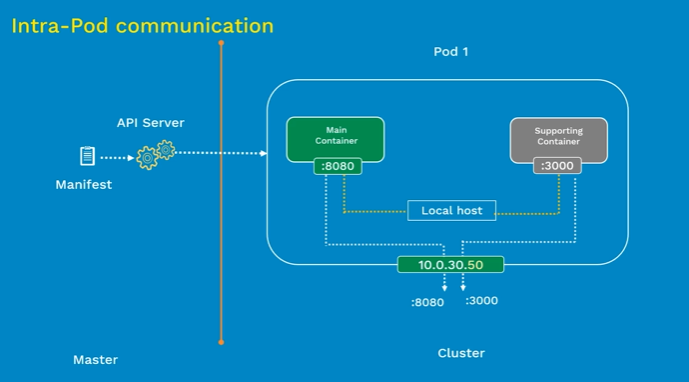 Intra-Pod communication
Pod 1
API Server
Manifest
Main
Container
:8080
Supporting
Container
:3000
Local host
10.0.30.50
:8080
:3000
Master
Cluster